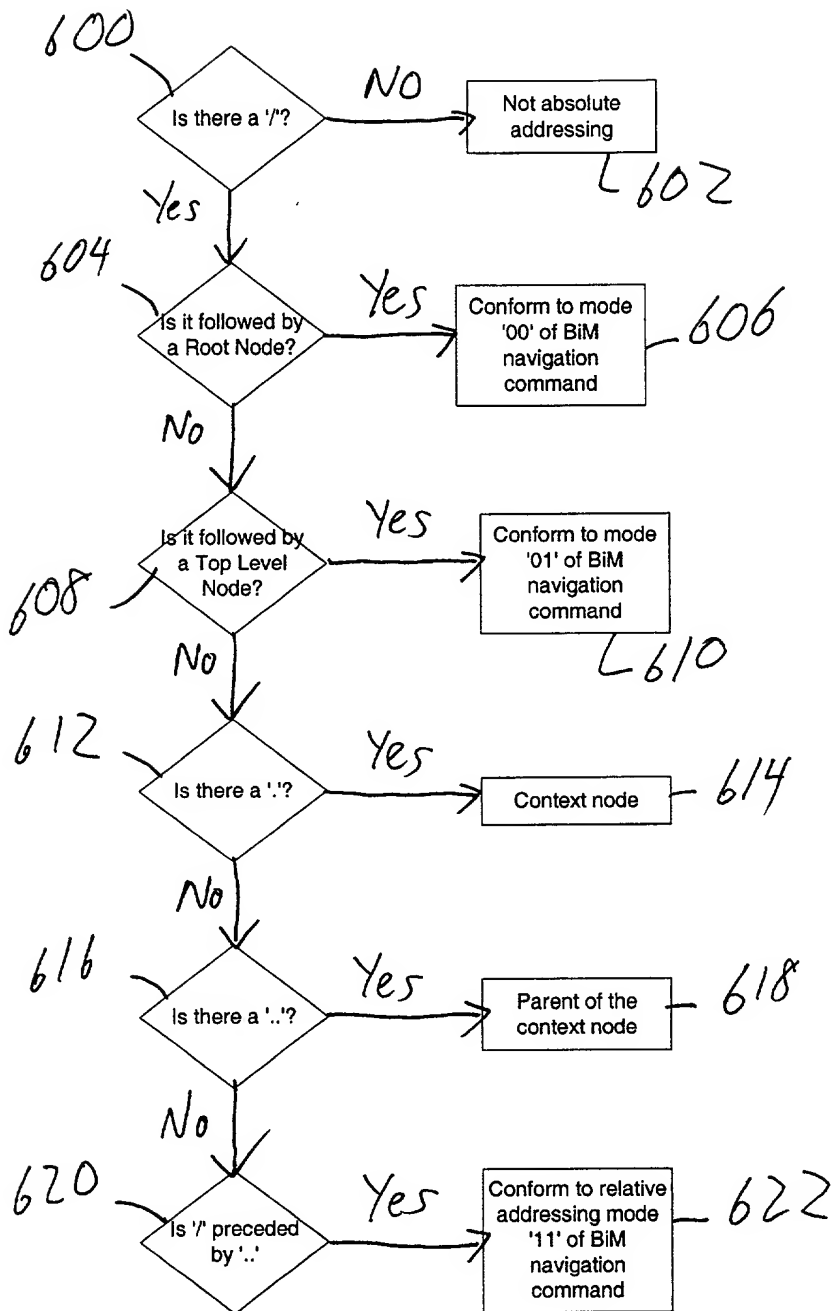 600
Is there a '/'?
NO
Not absolute
addressing
602
Yes
604
Is it followed by
a Root Node?
Yes
Conform to mode
'00' of BiM
navigation
command
606
No
Is it followed by
a Top Level
Node?
Yes
Conform to mode
'01' of BiM
navigation
command
608
610
No
612
Is there a '.'?
Yes
Context node
614
No
616
Is there a '..'?
Yes
Parent of the
context node
618
No
620
Is '/' preceded
by '..'
Yes
Conform to relative
addressing mode
'11' of BiM
navigation
command
622